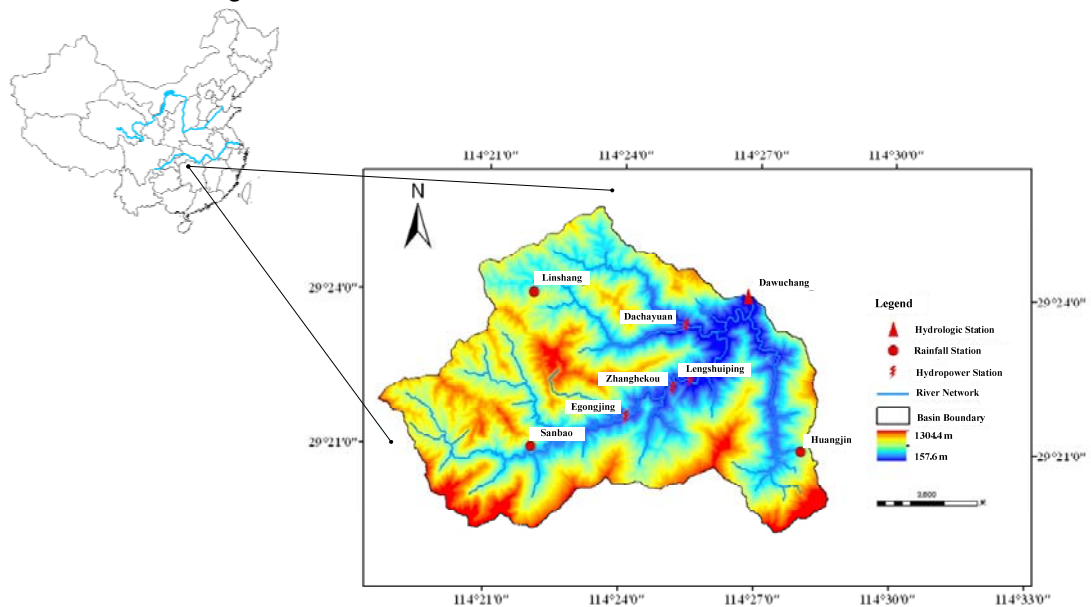 114°21'0" 114°24'0" 114°27'0" 114°30'0"
N
Linshang
29°24'0"
Dawuchang
29°24'0"
Legend
Dachayuan
Hydrologic Station
Rainfall Station
Lengshuiping
Zhanghekou
Hydropower Station
River Network
Egongjing
Basin Boundary
Sanbao
1304.4 m
29°21'0"
Huangjin
157.6 m
29°21'0"
114°21'0" 114°24'0" 114°27'0" 114°30'0" 114°33'0"